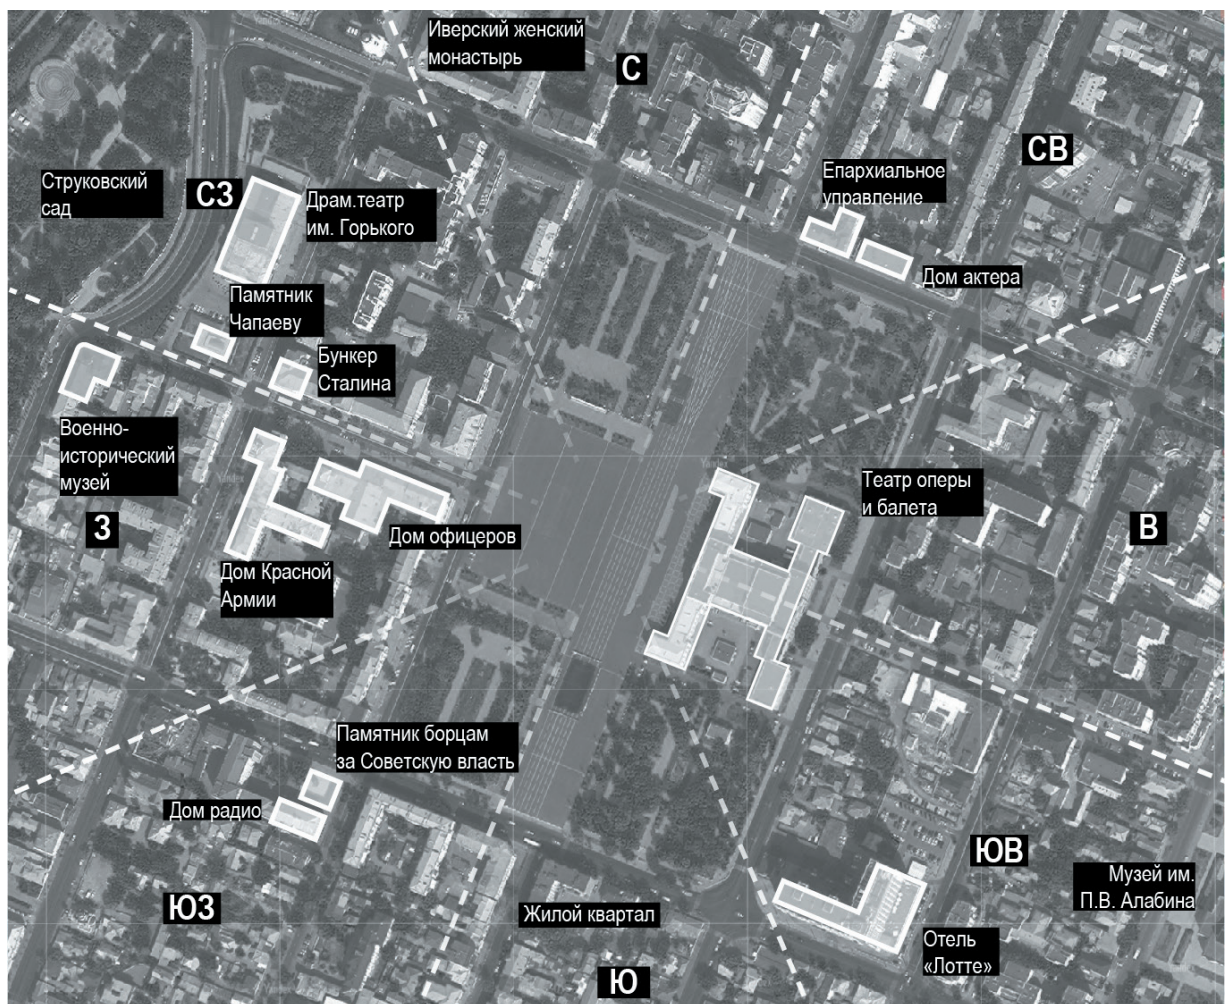 Иверский женский
монастырь
С
СВ
Струковский
сад
СЗ
Драм.театр
им. Горького
Епархиальное
управление
Дом актера
Памятник
Чапаеву
Бункер
Сталина
Военно-
исторический
музей
З
Театр оперы
и балета
В
Дом офицеров
Дом Красной
Армии
Памятник борцам
за Советскую власть
Дом радио
ЮВ
Музей им.
П.В. Алабина
ЮЗ
Жилой квартал
Отель
«Лотте»
Ю